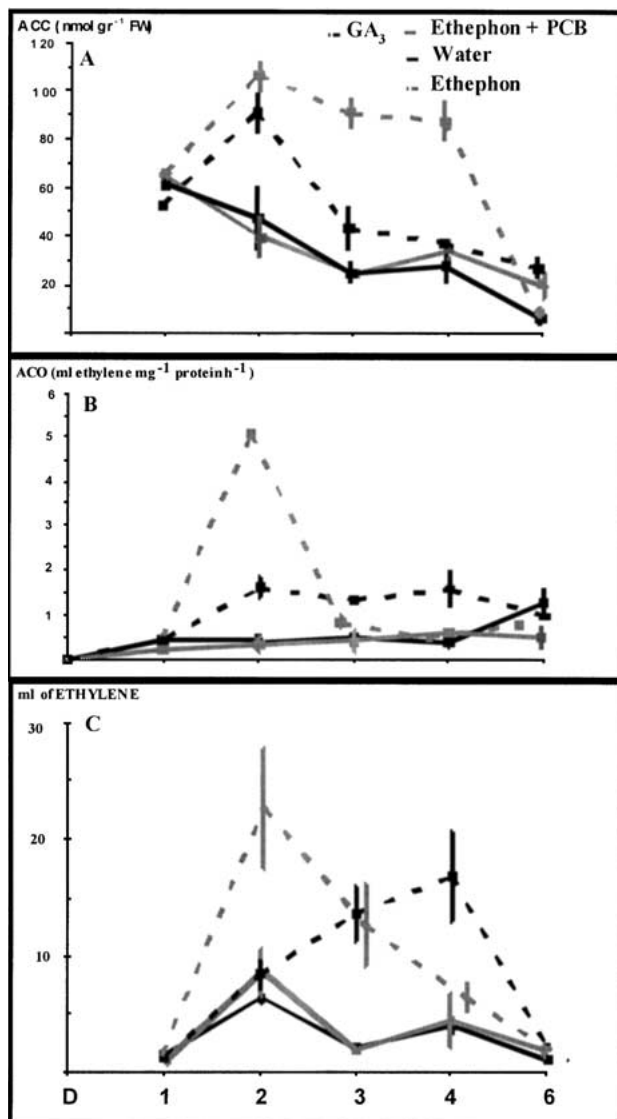 ACC (nmol gr⁻¹ FW)
GA₃
Ethephon + PCB
Water
Ethephon
A
120
100
80
60
40
20
ACO (ml ethylene mg⁻¹ protein h⁻¹)
B
6
5
4
3
2
1
ml of ETHYLENE
C
30
20
10
D 1 2 3 4 6